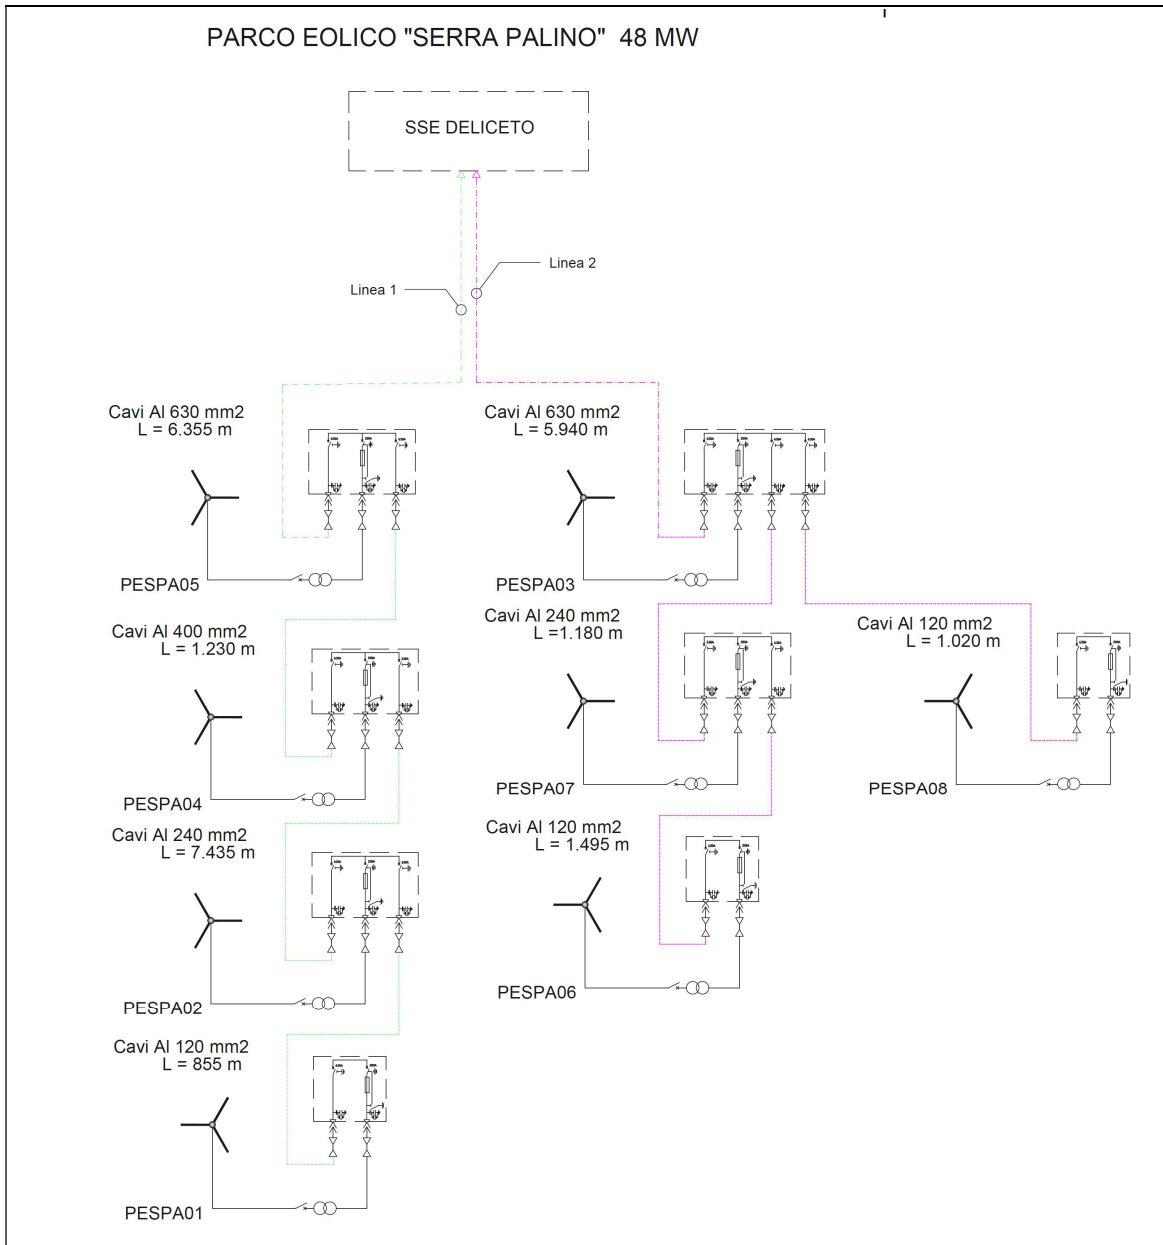 PARCO EOLICO "SERRA PALINO" 48 MW
SSE DELICETO
Linea 2
Linea 1
Cavi Al 630 mm2
L = 6.355 m
PESPA05
Cavi Al 630 mm2
L = 5.940 m
PESPA03
Cavi Al 400 mm2
L = 1.230 m
PESPA04
Cavi Al 240 mm2
L =1.180 m
PESPA07
Cavi Al 120 mm2
L = 1.020 m
PESPA08
Cavi Al 240 mm2
L = 7.435 m
PESPA02
Cavi Al 120 mm2
L = 1.495 m
PESPA06
Cavi Al 120 mm2
L = 855 m
PESPA01